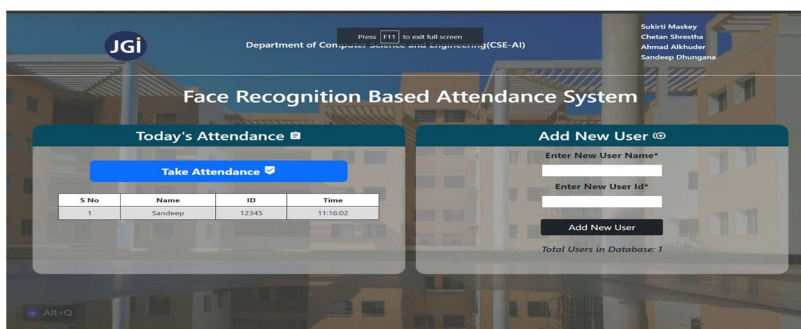 JGi
Press F11 to exit full screen
Department of Computer Science and Engineering(CSE-AI)
Sukirti Maskey
Chetan Shrestha
Ahmad Alkhuder
Sandeep Dhungana
Face Recognition Based Attendance System
Today's Attendance
Take Attendance
S No Name ID Time
1 Sandeep 12345 11:16:02
Add New User
Enter New User Name*
Enter New User Id*
Add New User
Total Users in Database: 1
Alt+Q